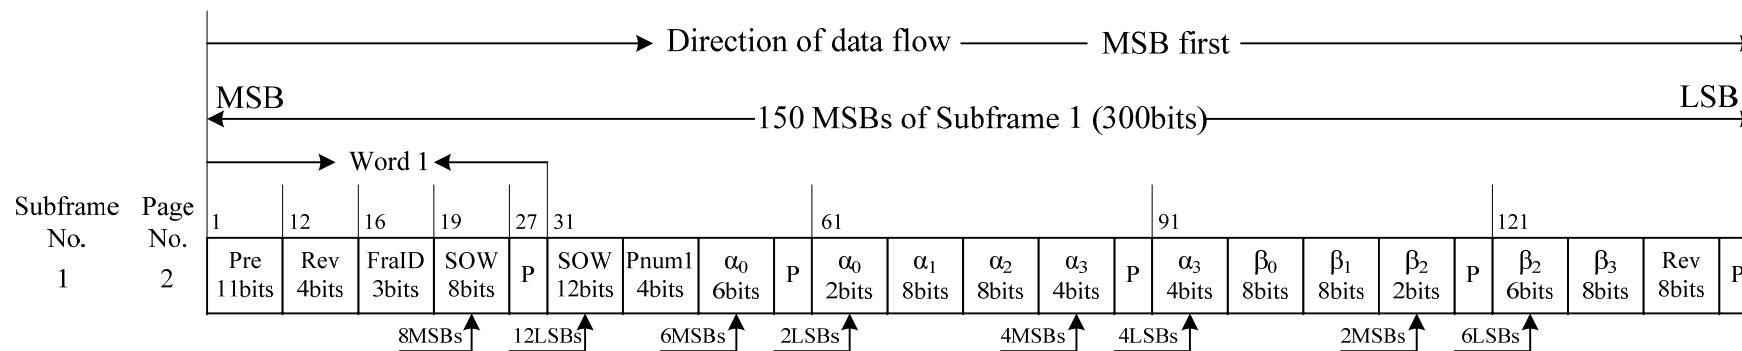 Direction of data flow MSB first
MSB LSB
150 MSBs of Subframe 1 (300bits)
Word 1
Subframe No. 1
Page No. 2
1 12 16 19 27 31 61 91 121
Pre 11bits
Rev 4bits
FraID 3bits
SOW 8bits
P
SOW 12bits
Pnum1 4bits
α0 6bits
P
α0 2bits
α1 8bits
α2 8bits
α3 4bits
P
α3 4bits
β0 8bits
β1 8bits
β2 2bits
P
β2 6bits
β3 8bits
Rev 8bits
P
8MSBs 12LSBs 6MSBs 2LSBs 4MSBs 4LSBs 2MSBs 6LSBs